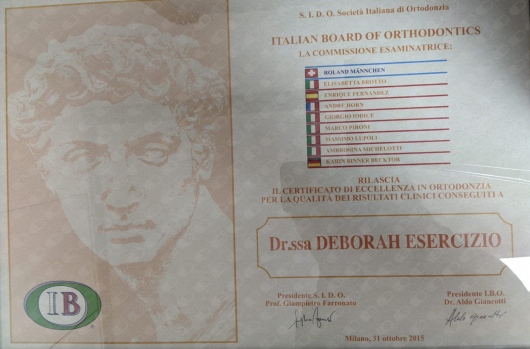 S. I. D. O. Società Italiana di Ortodonzia
ITALIAN BOARD OF ORTHODONTICS
LA COMMISSIONE ESAMINATRICE:
ROLAND MÄNNCHEN
ELISABETTA BROTTO
ENRIQUE FERNANDEZ
ANDRE HORN
GIORGIO IODICE
MARCO PIRONI
MASSIMO LUPOLI
AMBROSINA MICHELOTTI
KARIN BINNER BECKTOR
RILASCIA
IL CERTIFICATO DI ECCELLENZA IN ORTODONZIA
PER LA QUALITÀ DEI RISULTATI CLINICI CONSEGUITI A
Dr.ssa DEBORAH ESERCIZIO
Presidente S. I. D. O.
Prof. Giampietro Farronato
Presidente I.B.O.
Dr. Aldo Giancotti
Milano, 31 ottobre 2015
IB